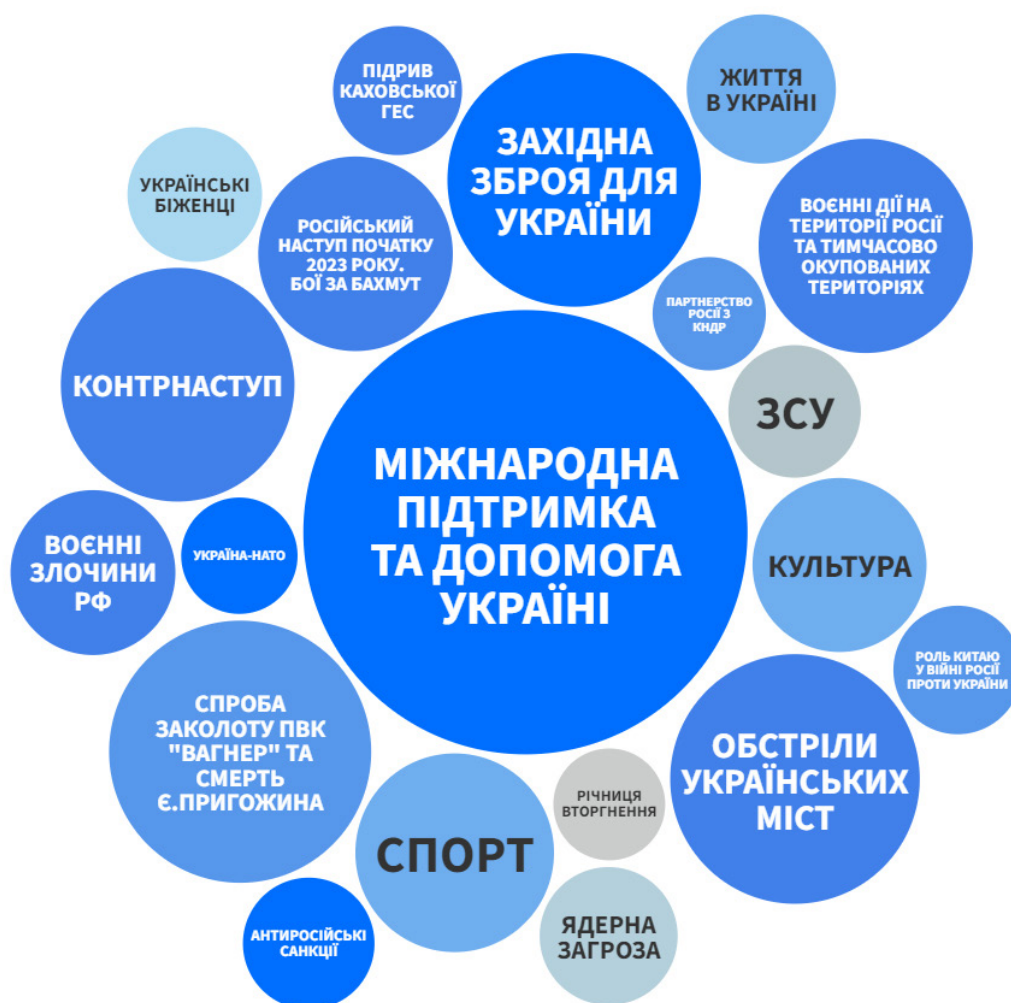 ПІДРИВ
КАХОВСЬКОЇ
ГЕС
ЗАХІДНА
ЗБРОЯ ДЛЯ
УКРАЇНИ
ЖИТТЯ
В УКРАЇНІ
УКРАЇНСЬКІ
БІЖЕНЦІ
РОСІЙСЬКИЙ
НАСТУП ПОЧАТКУ
2023 РОКУ.
БОЇ ЗА БАХМУТ
ВОЄННІ ДІЇ НА
ТЕРИТОРІЇ РОСІЇ
ТА ТИМЧАСОВО
ОКУПОВАНИХ
ТЕРИТОРІЯХ
ПАРТНЕРСТВО
РОСІЇ З
КНДР
КОНТРНАСТУП
ЗСУ
МІЖНАРОДНА
ПІДТРИМКА
ТА ДОПОМОГА
УКРАЇНІ
ВОЄННІ
ЗЛОЧИНИ
РФ
УКРАЇНА-НАТО
КУЛЬТУРА
РОЛЬ КИТАЮ
У ВІЙНІ РОСІЇ
ПРОТИ УКРАЇНИ
СПРОБА
ЗАКОЛОТУ ПВК
"ВАГНЕР" ТА
СМЕРТЬ
Є.ПРИГОЖИНА
ОБСТРІЛИ
УКРАЇНСЬКИХ
МІСТ
СПОРТ
РІЧНИЦЯ
ВТОРГНЕННЯ
АНТИРОСІЙСЬКІ
САНКЦІЇ
ЯДЕРНА
ЗАГРОЗА